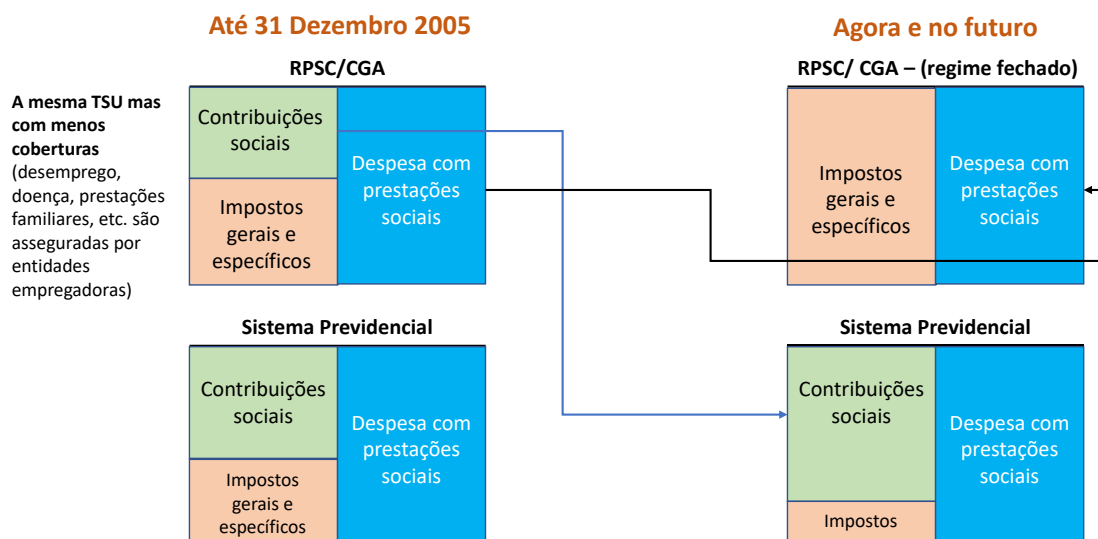 Até 31 Dezembro 2005
RPSC/CGA
A mesma TSU mas
com menos
coberturas
(desemprego,
doença, prestações
familiares, etc. são
asseguradas por
entidades
empregadoras)
Contribuições
sociais
Impostos
gerais e
específicos
Despesa com
prestações
sociais
Sistema Previdencial
Contribuições
sociais
Impostos
gerais e
específicos
Despesa com
prestações
sociais
Agora e no futuro
RPSC/ CGA – (regime fechado)
Impostos
gerais e
específicos
Despesa com
prestações
sociais
Sistema Previdencial
Contribuições
sociais
Impostos
Despesa com
prestações
sociais